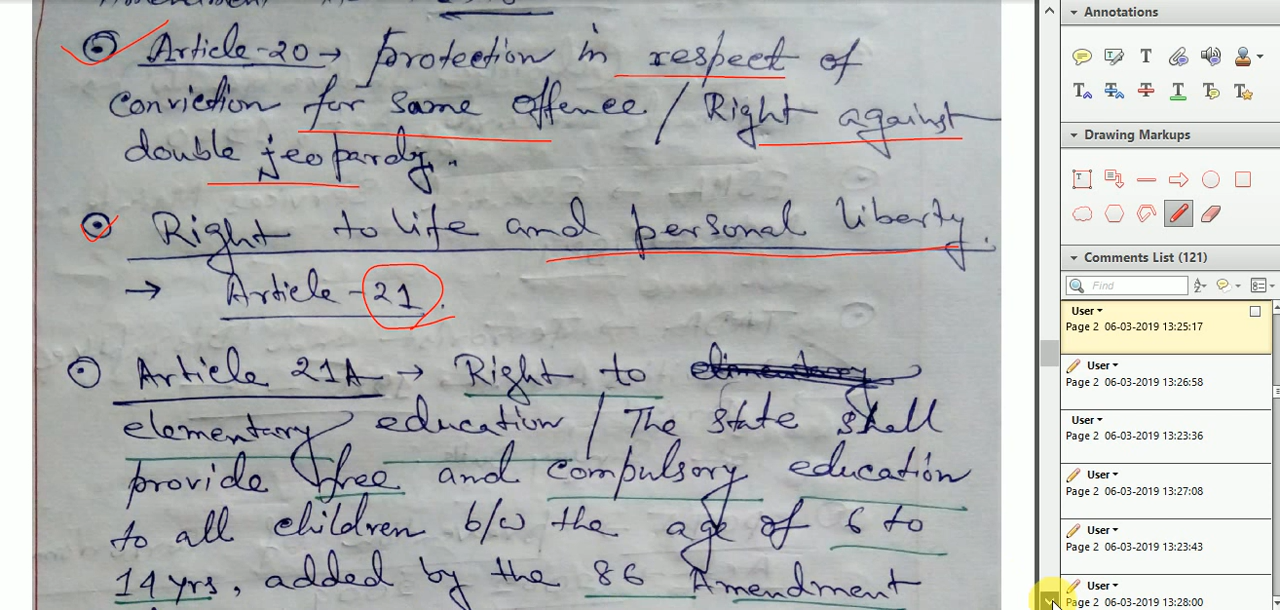 Article-20 → protection in respect of
conviction for same offence / Right against
double jeopardy.
Right to life and personal liberty.
→ Article-21.
Article 21A → Right to
elementary education / The state shall
provide free and compulsory education
to all children b/w the age of 6 to
14 yrs, added by the 86 Amendment
Annotations
T
T T T T T T
Drawing Markups
T
Comments List (121)
Find
User
Page 2 06-03-2019 13:25:17
User
Page 2 06-03-2019 13:26:58
User
Page 2 06-03-2019 13:23:36
User
Page 2 06-03-2019 13:27:08
User
Page 2 06-03-2019 13:23:43
User
Page 2 06-03-2019 13:28:00